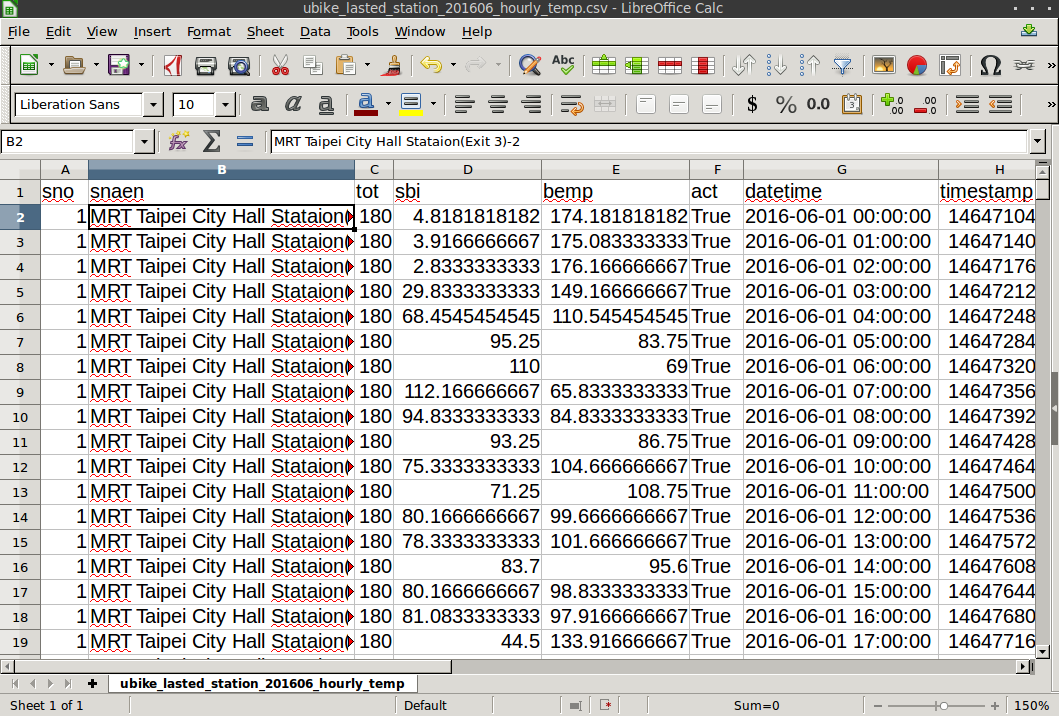 ubike_lasted_station_201606_hourly_temp.csv - LibreOffice Calc
File Edit View Insert Format Sheet Data Tools Window Help
Abc
Liberation Sans 10 a a a a $ % 0.0 3 .0 .00 .0 .00
B2 MRT Taipei City Hall Stataion(Exit 3)-2
A B C D E F G H
1 sno snaen tot sbi bemp act datetime timestamp
2 1 MRT Taipei City Hall Stataion( 180 4.8181818182 174.181818182 True 2016-06-01 00:00:00 14647104
3 1 MRT Taipei City Hall Stataion( 180 3.9166666667 175.083333333 True 2016-06-01 01:00:00 14647140
4 1 MRT Taipei City Hall Stataion( 180 2.8333333333 176.166666667 True 2016-06-01 02:00:00 14647176
5 1 MRT Taipei City Hall Stataion( 180 29.8333333333 149.166666667 True 2016-06-01 03:00:00 14647212
6 1 MRT Taipei City Hall Stataion( 180 68.4545454545 110.545454545 True 2016-06-01 04:00:00 14647248
7 1 MRT Taipei City Hall Stataion( 180 95.25 83.75 True 2016-06-01 05:00:00 14647284
8 1 MRT Taipei City Hall Stataion( 180 110 69 True 2016-06-01 06:00:00 14647320
9 1 MRT Taipei City Hall Stataion( 180 112.166666667 65.8333333333 True 2016-06-01 07:00:00 14647356
10 1 MRT Taipei City Hall Stataion( 180 94.8333333333 84.8333333333 True 2016-06-01 08:00:00 14647392
11 1 MRT Taipei City Hall Stataion( 180 93.25 86.75 True 2016-06-01 09:00:00 14647428
12 1 MRT Taipei City Hall Stataion( 180 75.3333333333 104.666666667 True 2016-06-01 10:00:00 14647464
13 1 MRT Taipei City Hall Stataion( 180 71.25 108.75 True 2016-06-01 11:00:00 14647500
14 1 MRT Taipei City Hall Stataion( 180 80.1666666667 99.6666666667 True 2016-06-01 12:00:00 14647536
15 1 MRT Taipei City Hall Stataion( 180 78.3333333333 101.666666667 True 2016-06-01 13:00:00 14647572
16 1 MRT Taipei City Hall Stataion( 180 83.7 95.6 True 2016-06-01 14:00:00 14647608
17 1 MRT Taipei City Hall Stataion( 180 80.1666666667 98.8333333333 True 2016-06-01 15:00:00 14647644
18 1 MRT Taipei City Hall Stataion( 180 81.0833333333 97.9166666667 True 2016-06-01 16:00:00 14647680
19 1 MRT Taipei City Hall Stataion( 180 44.5 133.916666667 True 2016-06-01 17:00:00 14647716
ubike_lasted_station_201606_hourly_temp
Sheet 1 of 1 Default Sum=0 150%